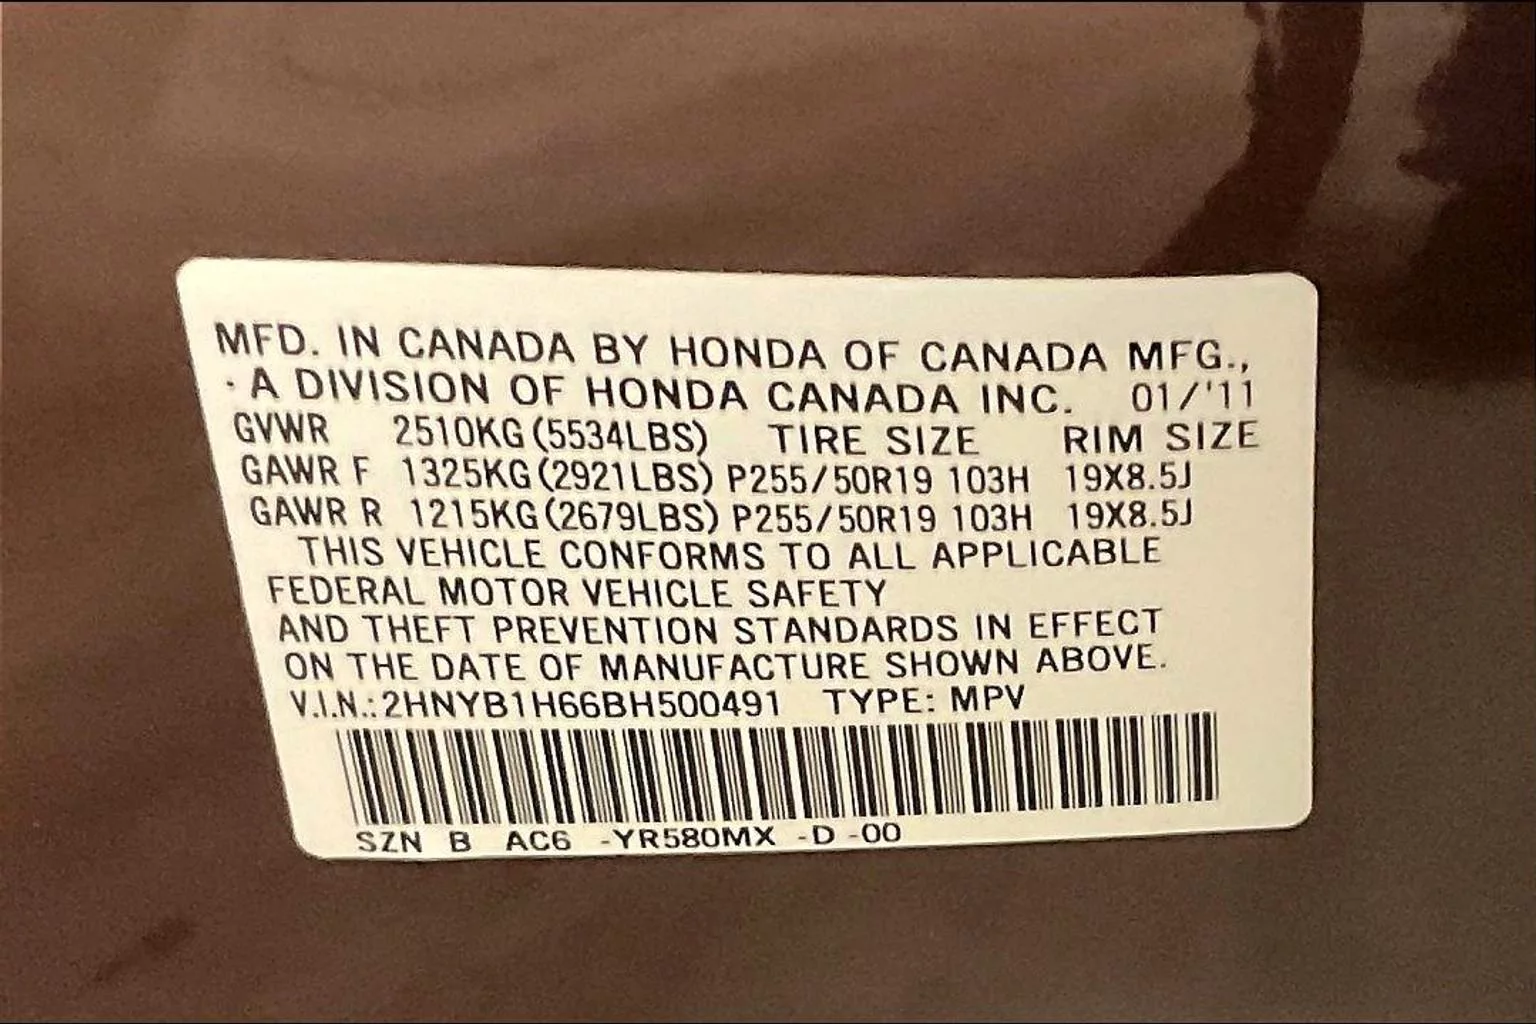 MFD. IN CANADA BY HONDA OF CANADA MFG.,
· A DIVISION OF HONDA CANADA INC. 01/'11
GVWR 2510KG (5534LBS) TIRE SIZE RIM SIZE
GAWR F 1325KG (2921LBS) P255/50R19 103H 19X8.5J
GAWR R 1215KG (2679LBS) P255/50R19 103H 19X8.5J
THIS VEHICLE CONFORMS TO ALL APPLICABLE
FEDERAL MOTOR VEHICLE SAFETY
AND THEFT PREVENTION STANDARDS IN EFFECT
ON THE DATE OF MANUFACTURE SHOWN ABOVE.
V.I.N.: 2HNYB1H66BH500491 TYPE: MPV
SZN B AC6 -YR580MX -D -00